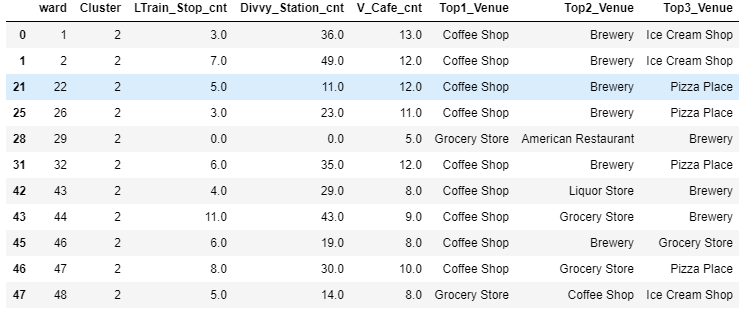 ward Cluster LTrain_Stop_cnt Divvy_Station_cnt V_Cafe_cnt Top1_Venue Top2_Venue Top3_Venue
0 1 2 3.0 36.0 13.0 Coffee Shop Brewery Ice Cream Shop
1 2 2 7.0 49.0 12.0 Coffee Shop Brewery Ice Cream Shop
21 22 2 5.0 11.0 12.0 Coffee Shop Brewery Pizza Place
25 26 2 3.0 23.0 11.0 Coffee Shop Brewery Pizza Place
28 29 2 0.0 0.0 5.0 Grocery Store American Restaurant Brewery
31 32 2 6.0 35.0 12.0 Coffee Shop Brewery Pizza Place
42 43 2 4.0 29.0 8.0 Coffee Shop Liquor Store Brewery
43 44 2 11.0 43.0 9.0 Coffee Shop Grocery Store Brewery
45 46 2 6.0 19.0 8.0 Coffee Shop Brewery Grocery Store
46 47 2 8.0 30.0 10.0 Coffee Shop Grocery Store Pizza Place
47 48 2 5.0 14.0 8.0 Grocery Store Coffee Shop Ice Cream Shop